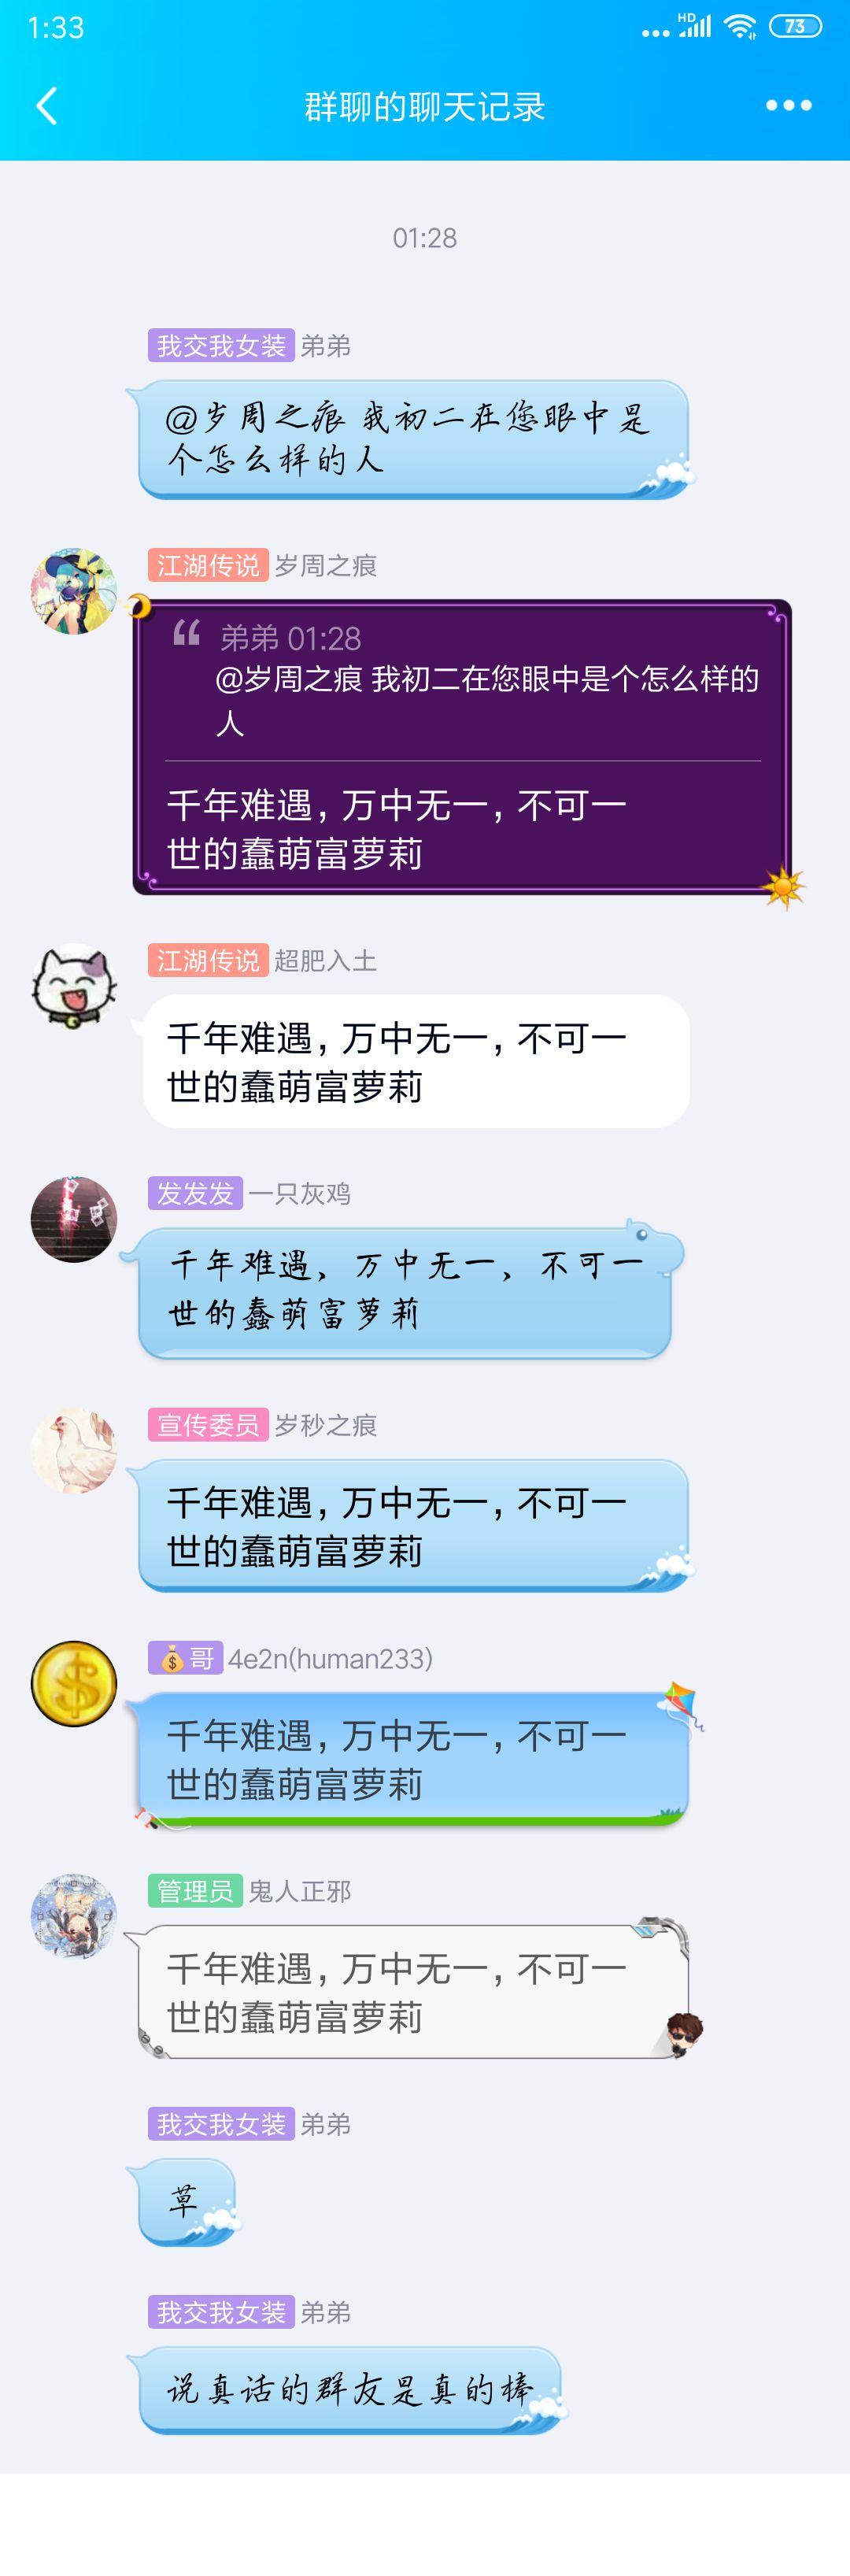 1:33
HD
73
群聊的聊天记录
01:28
我交我女装 弟弟
@岁周之痕 我初二在您眼中是
个怎么样的人
江湖传说 岁周之痕
弟弟 01:28
@岁周之痕 我初二在您眼中是个怎么样的
人
千年难遇,万中无一,不可一
世的蠢萌富萝莉
江湖传说 超肥入土
千年难遇,万中无一,不可一
世的蠢萌富萝莉
发发发 一只灰鸡
千年难遇、万中无一、不可一
世的蠢萌富萝莉
宣传委员 岁秒之痕
千年难遇,万中无一,不可一
世的蠢萌富萝莉
💰哥 4e2n(human233)
千年难遇,万中无一,不可一
世的蠢萌富萝莉
管理员 鬼人正邪
千年难遇,万中无一,不可一
世的蠢萌富萝莉
我交我女装 弟弟
草
我交我女装 弟弟
说真话的群友是真的棒